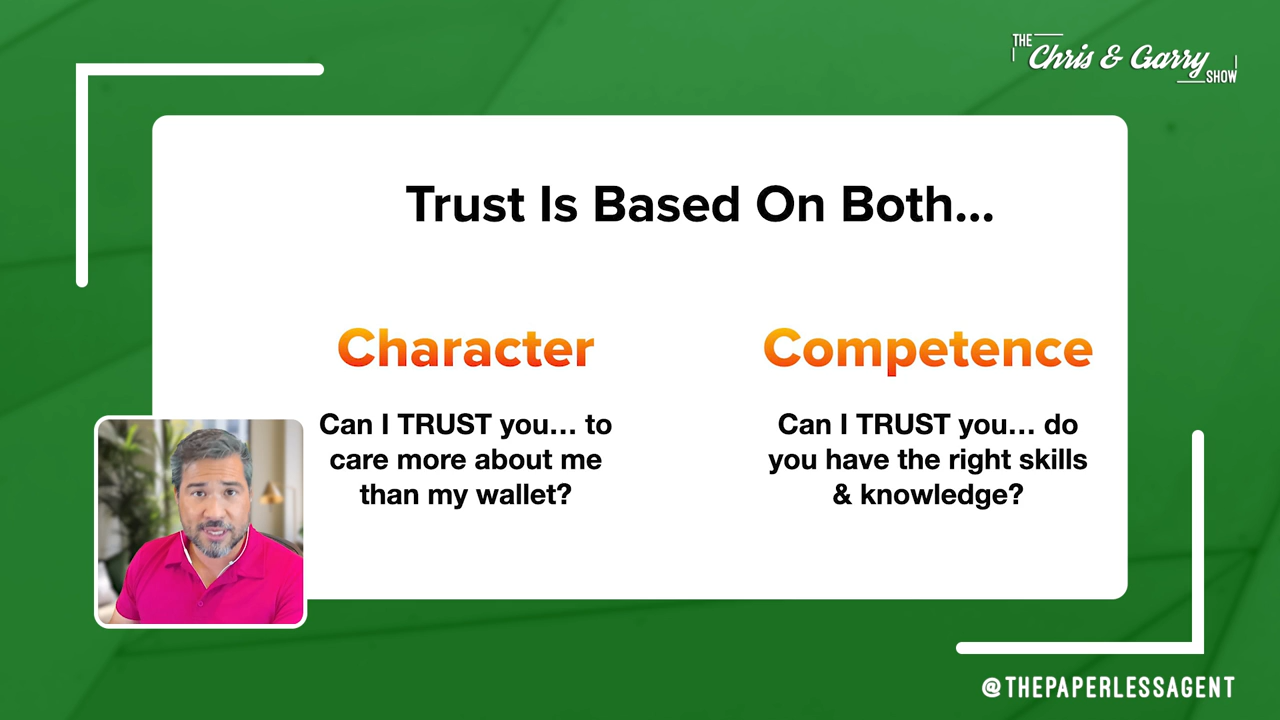 THE
Chris & Garry
SHOW
Trust Is Based On Both...
Character
Can I TRUST you... to
care more about me
than my wallet?
Competence
Can I TRUST you... do
you have the right skills
& knowledge?
@THEPAPERLESSAGENT